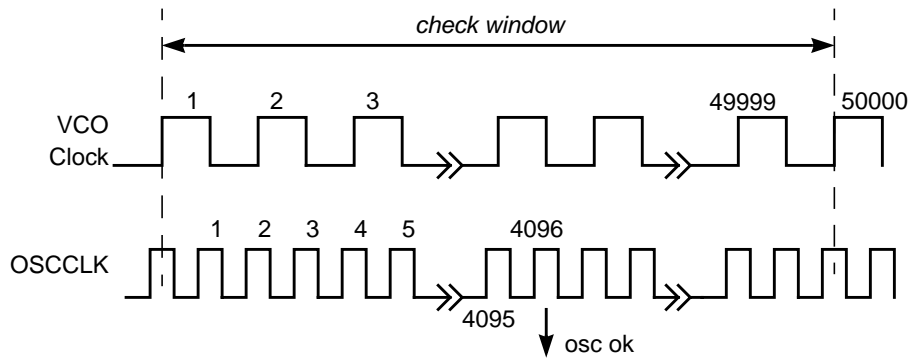 check window
1 2 3 49999 50000
VCO
Clock
1 2 3 4 5 4096
OSCCLK
4095
osc ok